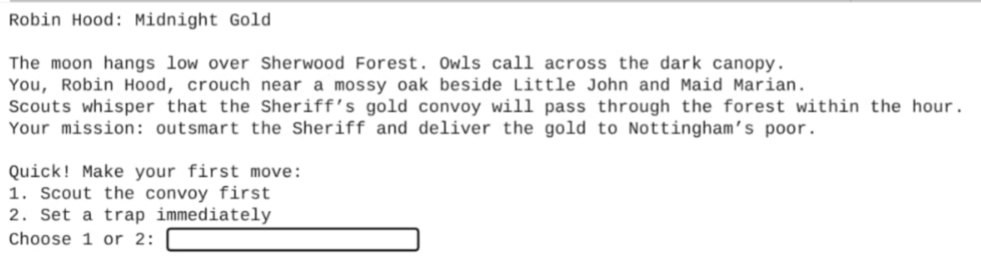 Robin Hood: Midnight Gold
The moon hangs low over Sherwood Forest. Owls call across the dark canopy.
You, Robin Hood, crouch near a mossy oak beside Little John and Maid Marian.
Scouts whisper that the Sheriff’s gold convoy will pass through the forest within the hour.
Your mission: outsmart the Sheriff and deliver the gold to Nottingham’s poor.
Quick! Make your first move:
1. Scout the convoy first
2. Set a trap immediately
Choose 1 or 2: